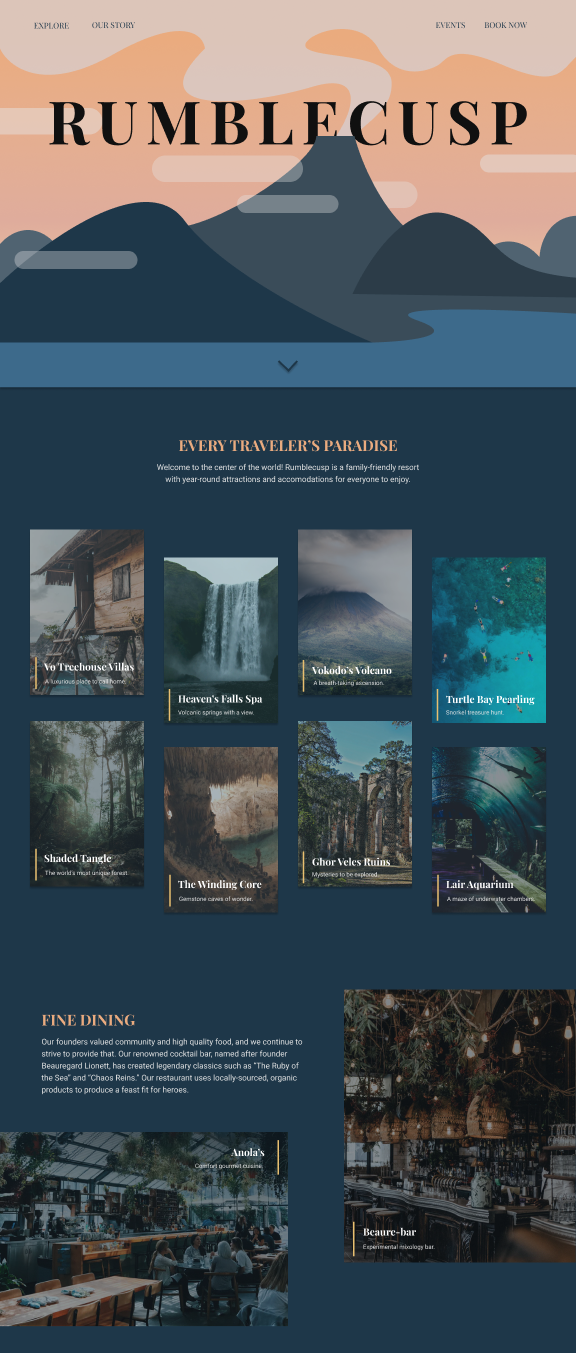 EXPLORE
OUR STORY
EVENTS
BOOK NOW
RUMBLECUSP
EVERY TRAVELER'S PARADISE
Welcome to the center of the world! Rumblecusp is a family-friendly resort
with year-round attractions and accomodations for everyone to enjoy.
Vo Treehouse Villas
A luxurious place to call home.
Heaven's Falls Spa
Volcanic springs with a view.
Vokodo's Volcano
A breath-taking ascension.
Turtle Bay Pearling
Snorkel treasure hunt.
Shaded Tangle
The world's most unique forest.
The Winding Core
Gemstone caves of wonder.
Ghor Veles Ruins
Mysteries to be explored.
Lair Aquarium
A maze of underwater chambers.
FINE DINING
Our founders valued community and high quality food, and we continue to
strive to provide that. Our renowned cocktail bar, named after founder
Beauregard Lionett, has created legendary classics such as "The Ruby of
the Sea" and "Chaos Reins." Our restaurant uses locally-sourced, organic
products to produce a feast fit for heroes.
Anola's
Comfort gourmet cuisine.
Beaure-bar
Experimental mixology bar.